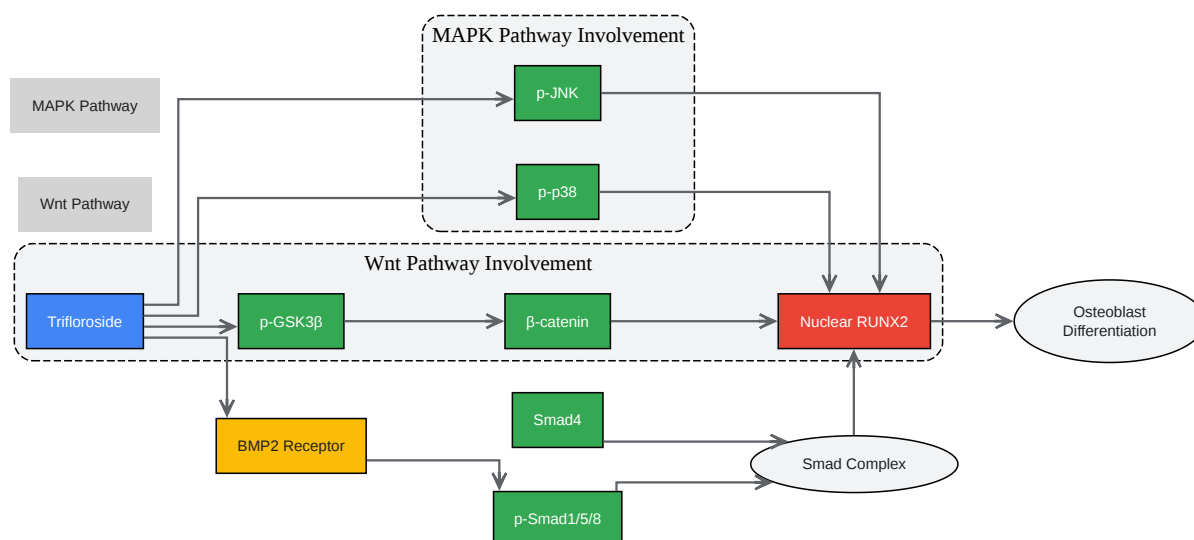 MAPK Pathway Involvement
p-JNK
MAPK Pathway
p-p38
Wnt Pathway
Wnt Pathway Involvement
Trifloroside
p-GSK3β
β-catenin
Nuclear RUNX2
Osteoblast
Differentiation
Smad4
BMP2 Receptor
Smad Complex
p-Smad1/5/8